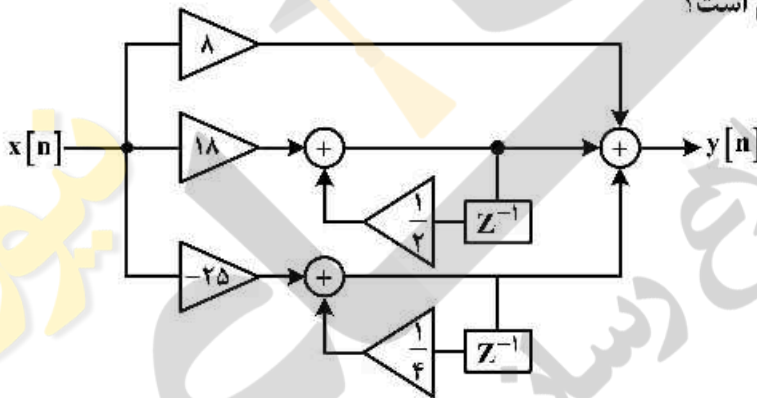 است؟
۸
x[n]
۱۸
+
+
y[n]
۱
۲
Z⁻¹
−۲۵
+
۱
۴
Z⁻¹